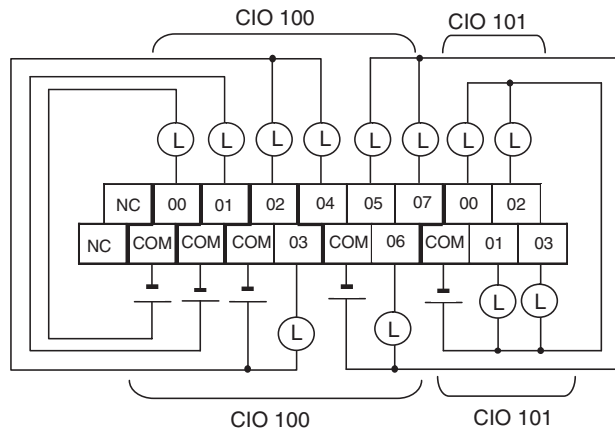 CIO 100 CIO 101
L L L L L L L L
NC 00 01 02 04 05 07 00 02
NC COM COM COM 03 COM 06 COM 01 03
L L L L
CIO 100 CIO 101